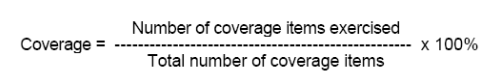 Number of coverage items exercised
Coverage = ------------------------------------------------------- x 100%
Total number of coverage items